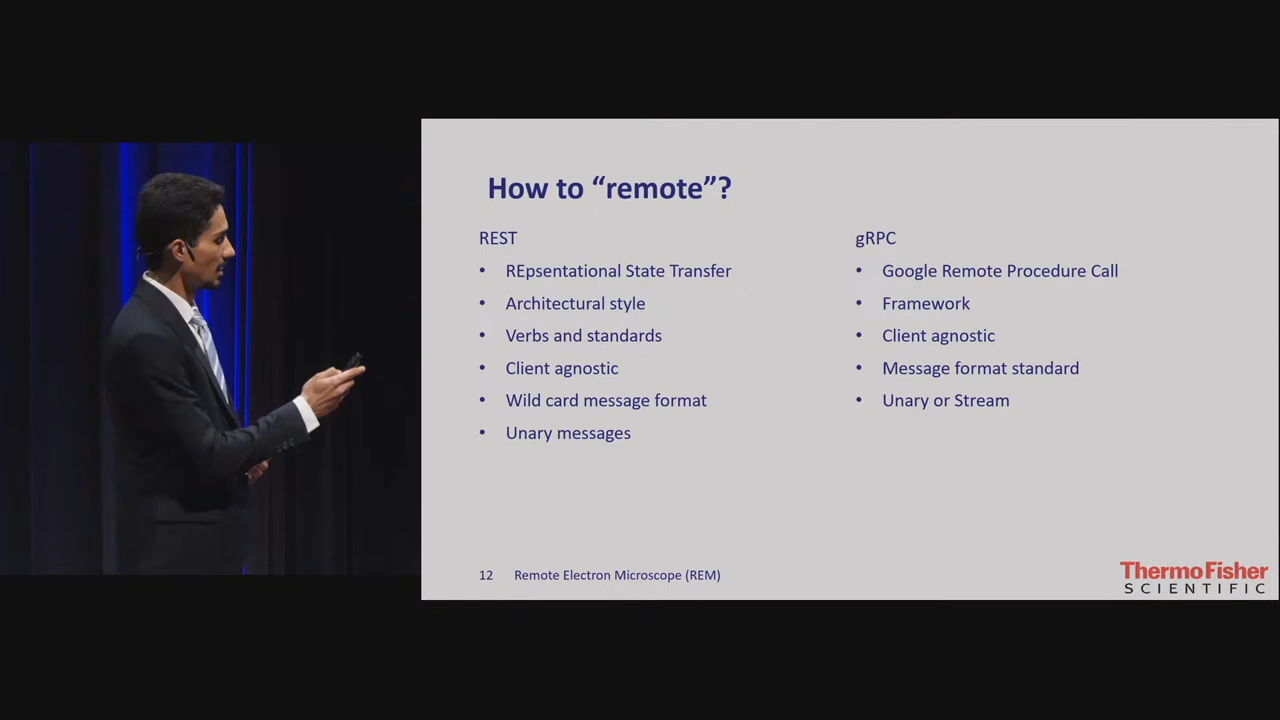 How to “remote”?
REST
• REpsentational State Transfer
• Architectural style
• Verbs and standards
• Client agnostic
• Wild card message format
• Unary messages
gRPC
• Google Remote Procedure Call
• Framework
• Client agnostic
• Message format standard
• Unary or Stream
12 Remote Electron Microscope (REM)
ThermoFisher
SCIENTIFIC